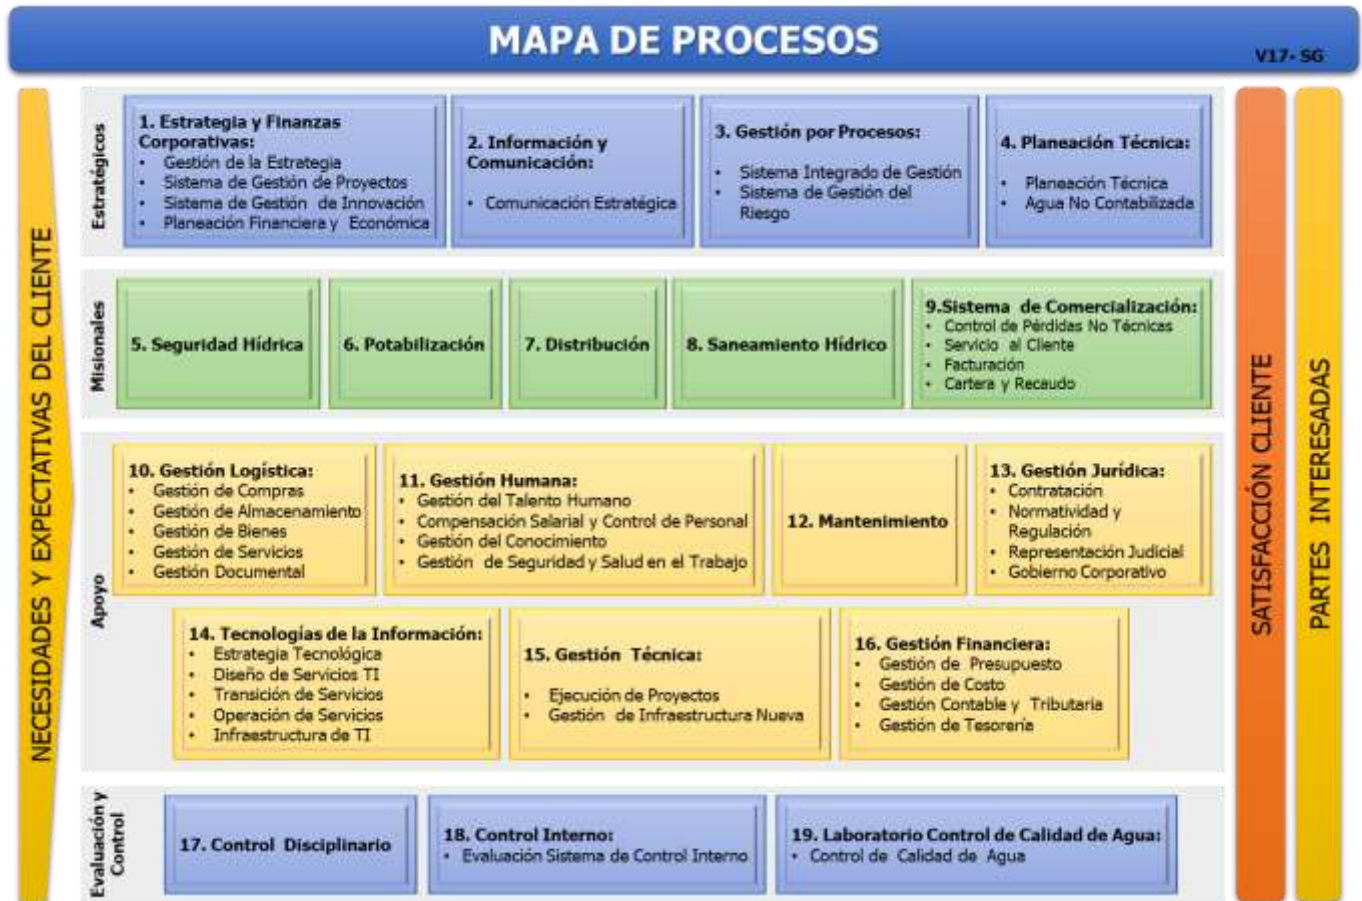 MAPA DE PROCESOS
V17- SG
NECESIDADES Y EXPECTATIVAS DEL CLIENTE
Estratégicos
1. Estrategia y Finanzas
Corporativas:
• Gestión de la Estrategia
• Sistema de Gestión de Proyectos
• Sistema de Gestión de Innovación
• Planeación Financiera y Económica
2. Información y
Comunicación:
• Comunicación Estratégica
3. Gestión por Procesos:
• Sistema Integrado de Gestión
• Sistema de Gestión del
Riesgo
4. Planeación Técnica:
• Planeación Técnica
• Agua No Contabilizada
Misionales
5. Seguridad Hídrica
6. Potabilización
7. Distribución
8. Saneamiento Hídrico
9.Sistema de Comercialización:
• Control de Pérdidas No Técnicas
• Servicio al Cliente
• Facturación
• Cartera y Recaudo
Apoyo
10. Gestión Logística:
• Gestión de Compras
• Gestión de Almacenamiento
• Gestión de Bienes
• Gestión de Servicios
• Gestión Documental
11. Gestión Humana:
• Gestión del Talento Humano
• Compensación Salarial y Control de Personal
• Gestión del Conocimiento
• Gestión de Seguridad y Salud en el Trabajo
12. Mantenimiento
13. Gestión Jurídica:
• Contratación
• Normatividad y
Regulación
• Representación Judicial
• Gobierno Corporativo
14. Tecnologías de la Información:
• Estrategia Tecnológica
• Diseño de Servicios TI
• Transición de Servicios
• Operación de Servicios
• Infraestructura de TI
15. Gestión Técnica:
• Ejecución de Proyectos
• Gestión de Infraestructura Nueva
16. Gestión Financiera:
• Gestión de Presupuesto
• Gestión de Costo
• Gestión Contable y Tributaria
• Gestión de Tesorería
Evaluación y
Control
17. Control Disciplinario
18. Control Interno:
• Evaluación Sistema de Control Interno
19. Laboratorio Control de Calidad de Agua:
• Control de Calidad de Agua
SATISFACCIÓN CLIENTE
PARTES INTERESADAS